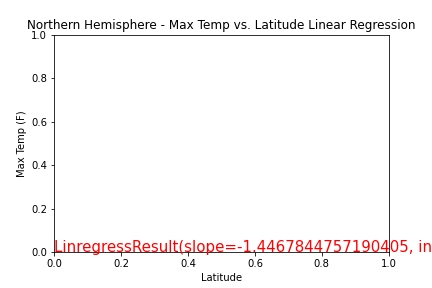 Northern Hemisphere - Max Temp vs. Latitude Linear Regression
1.0
0.8
0.6
0.4
0.2
0.0
Max Temp (F)
LinregressResult(slope=-1.4467844757190405, in
0.0 0.2 0.4 0.6 0.8 1.0
Latitude